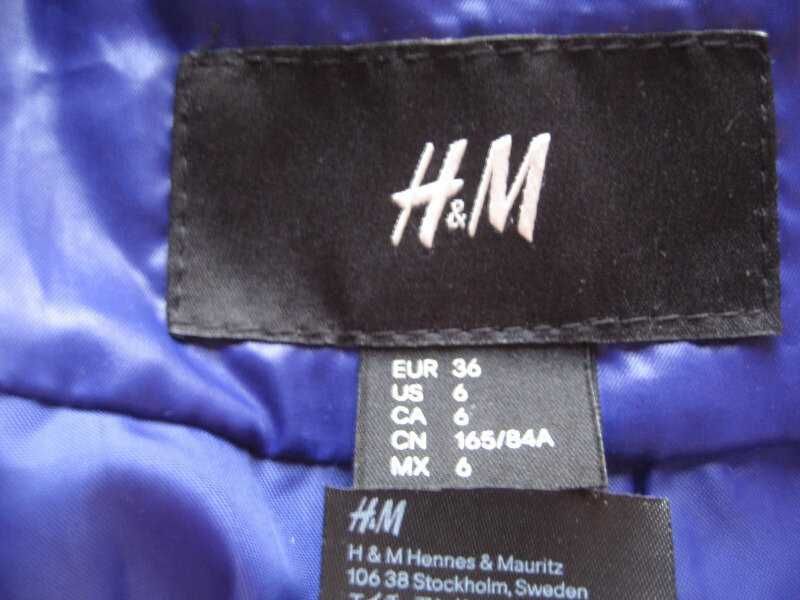 H&M
EUR 36
US 6
CA 6
CN 165/84A
MX 6
H&M
H & M Hennes & Mauritz
106 38 Stockholm, Sweden